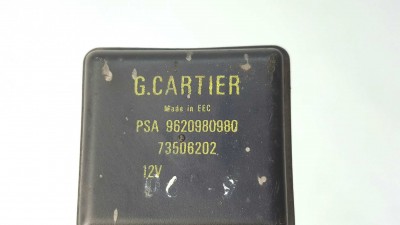 G.CARTIER
Made in EEC
PSA 9620980980
73506202
12V